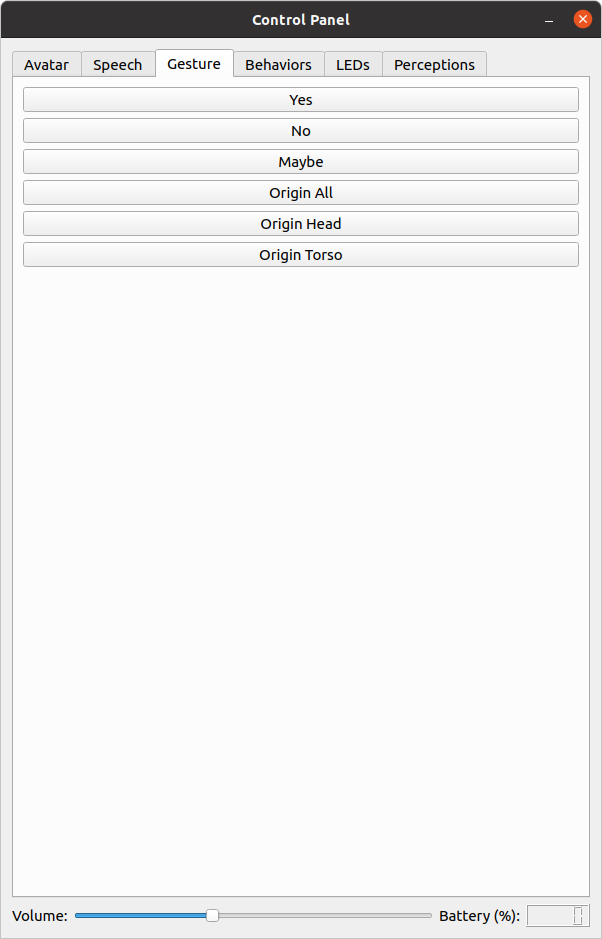 Control Panel
Avatar Speech Gesture Behaviors LEDs Perceptions
Yes
No
Maybe
Origin All
Origin Head
Origin Torso
Volume: Battery (%): 0